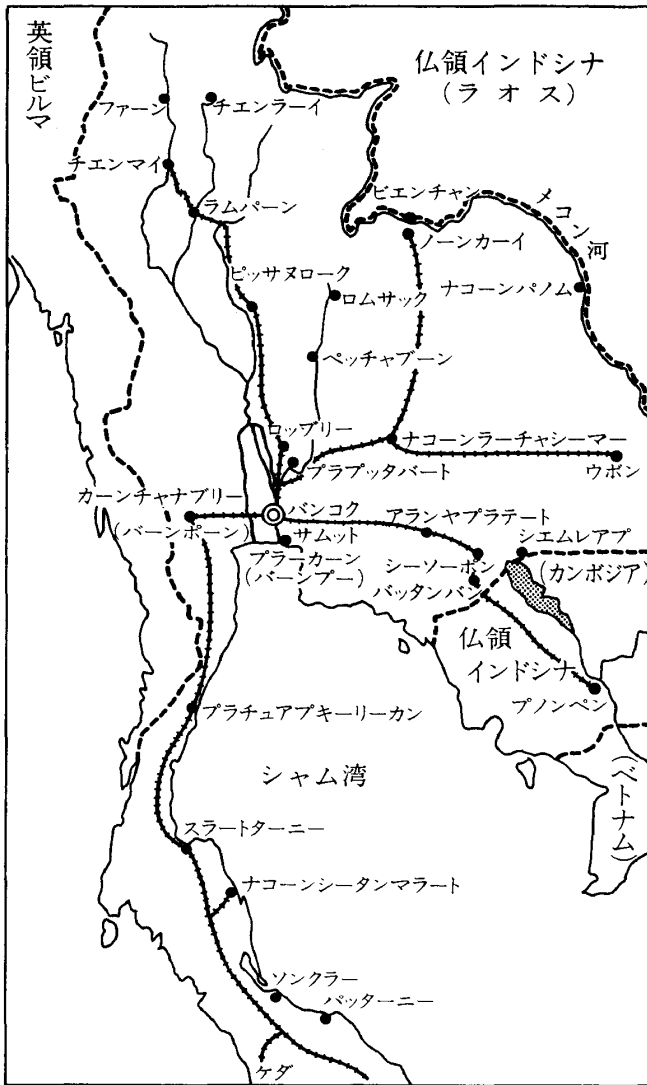 英領ビルマ
仏領インドシナ
(ラオス)
ファーン
チエンラーイ
チエンマイ
ラムパーン
ビエンチャン
メコン河
ノーンカーイ
ピッサヌローク
ロムサック
ナコーンパノム
ペッチャブーン
ロッブリー
ナコーンラーチャシーマー
プラプッタバート
ウボン
カーンチャナブリー
(バーンポーン)
バンコク
アランヤプラテート
サムット
プラーカーン
(バーンプー)
シエムレアプ
シーソーポン
(カンボジア)
バッタンバン
仏領
インドシナ
プノンペン
プラチュアプキーリーカン
シャム湾
(ベトナム)
スラートターニー
ナコーンシータンマラート
ソンクラー
パッターニー
ケダ